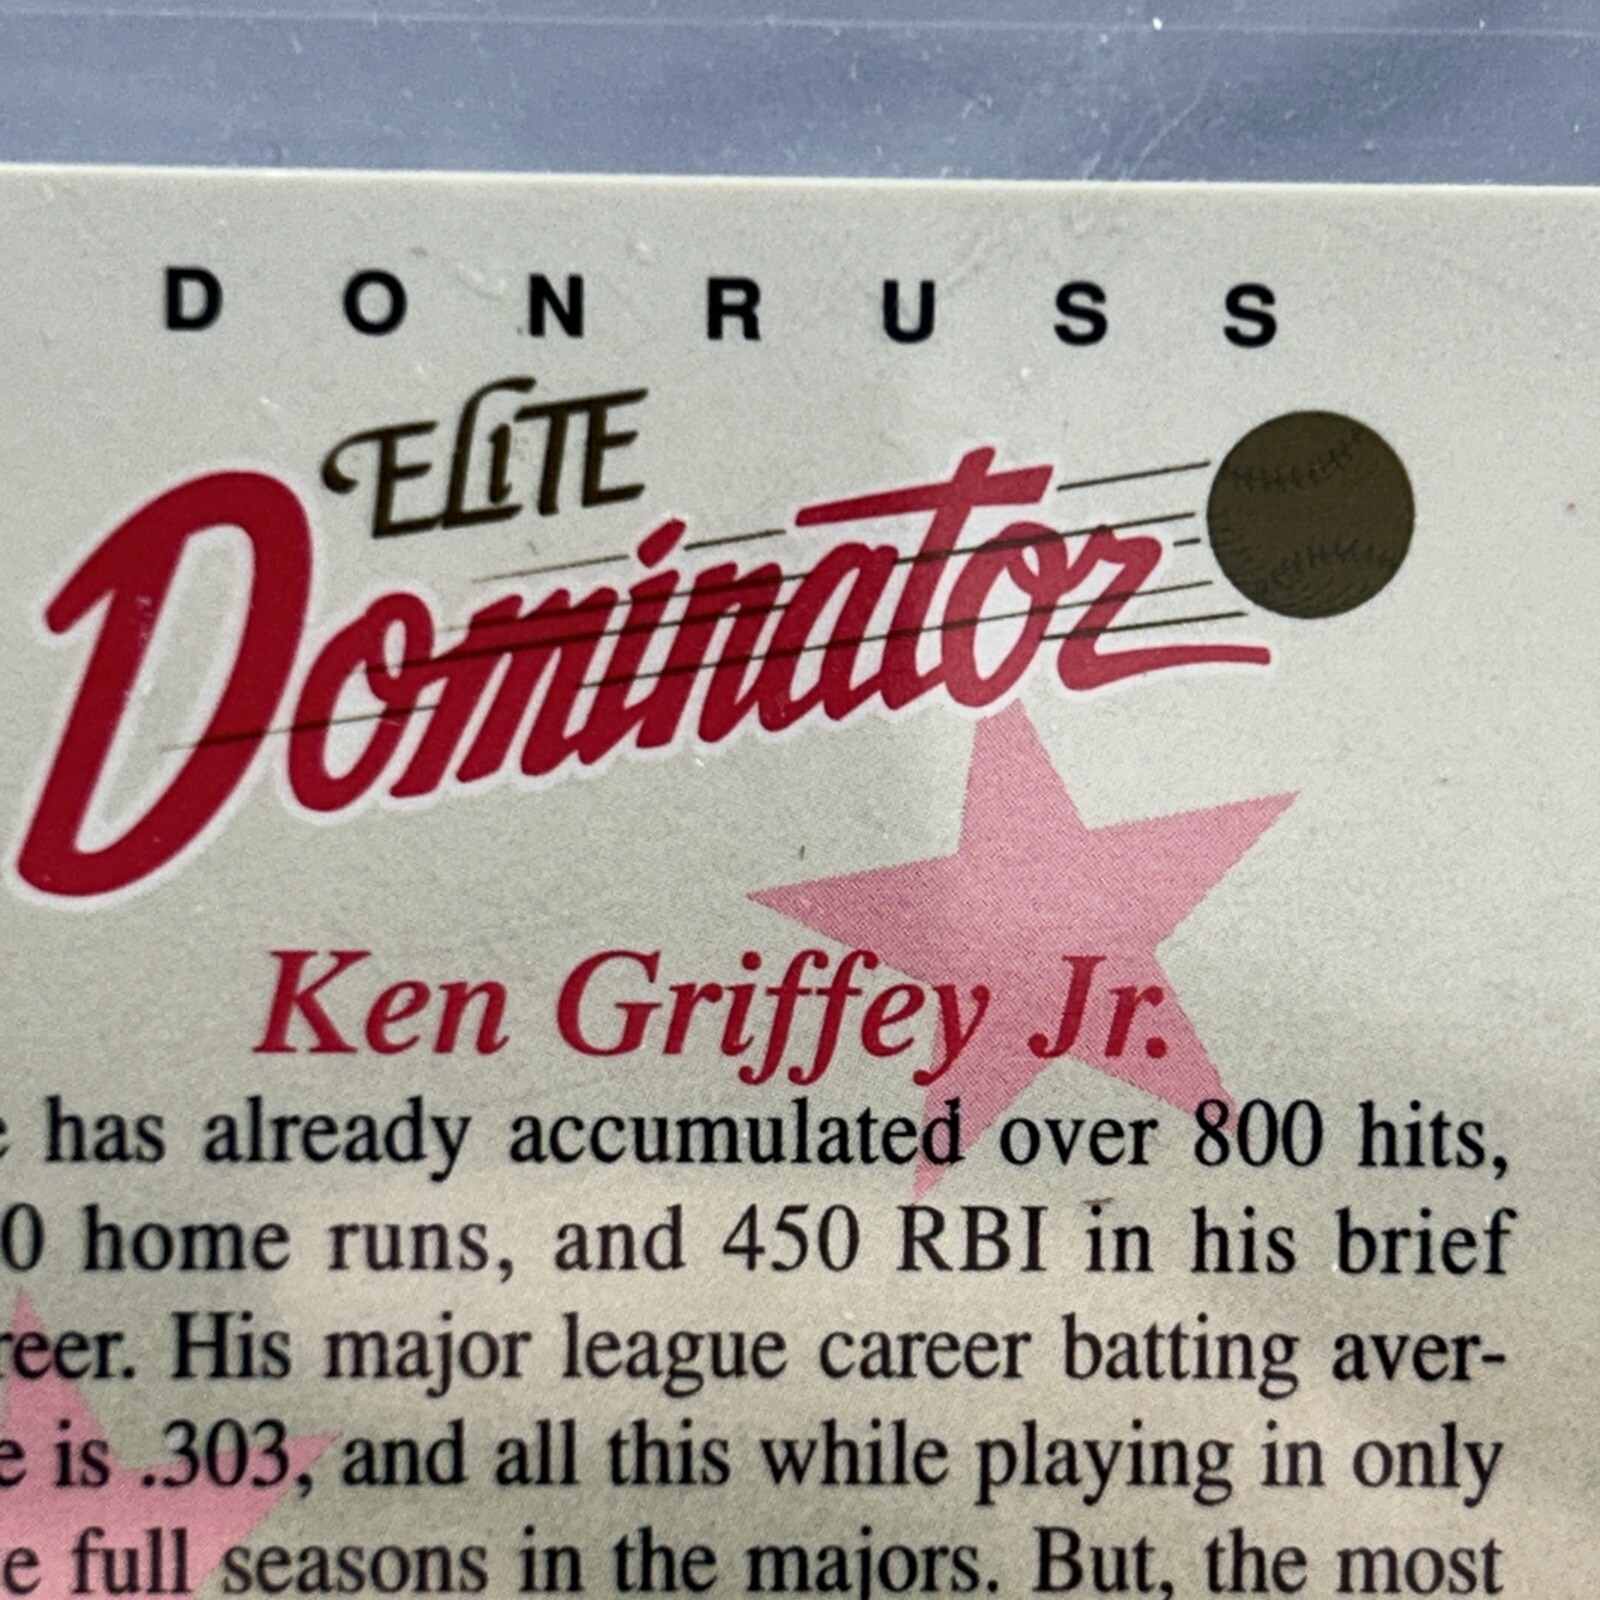 DONRUSS
ELiTE
Dominator
Ken Griffey Jr.
has already accumulated over 800 hits,
home runs, and 450 RBI in his brief
His major league career batting aver-
is .303, and all this while playing in only
full seasons in the majors. But, the most